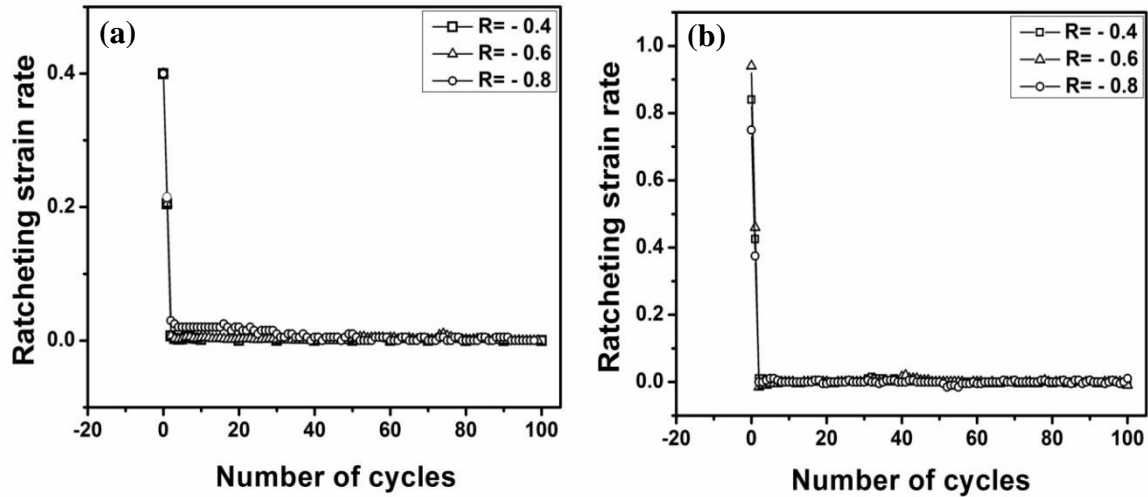 (a)
R= - 0.4
R= - 0.6
R= - 0.8
0.4
0.2
0.0
-20
0
20
40
60
80
100
Ratcheting strain rate
Number of cycles
(b)
R= - 0.4
R= - 0.6
R= - 0.8
1.0
0.8
0.6
0.4
0.2
0.0
-20
0
20
40
60
80
100
Ratcheting strain rate
Number of cycles